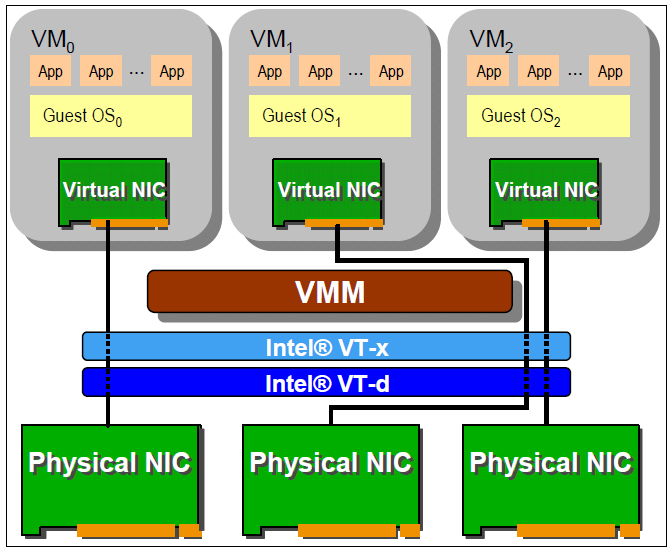 VM0 VM1 VM2
App App ... App App App ... App App App ... App
Guest OS0 Guest OS1 Guest OS2
Virtual NIC Virtual NIC Virtual NIC
VMM
Intel® VT-x
Intel® VT-d
Physical NIC Physical NIC Physical NIC